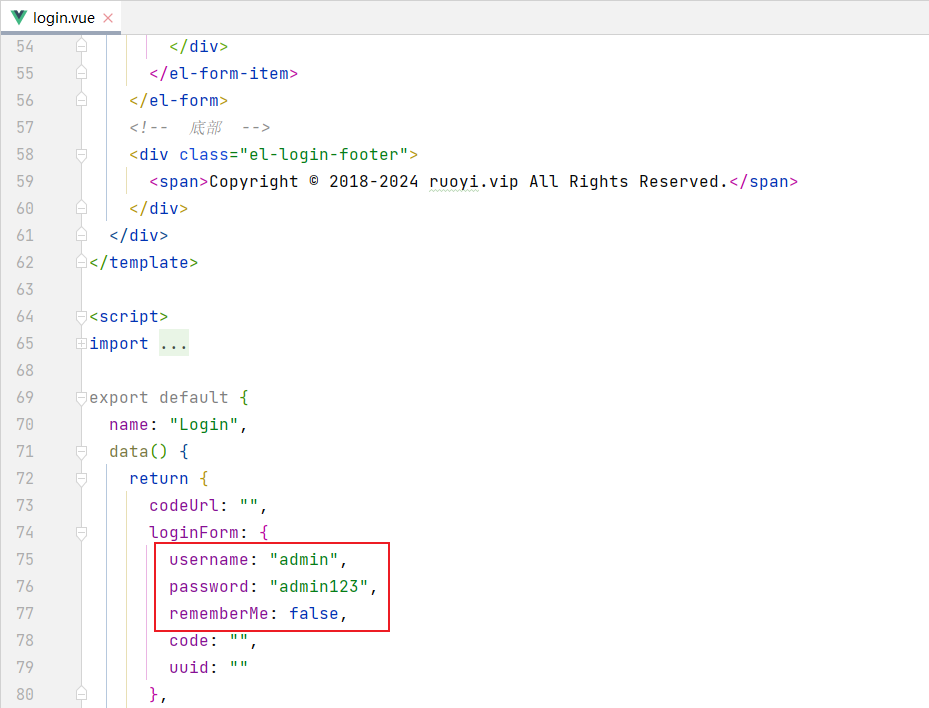 login.vue
54 </div>
55 </el-form-item>
56 </el-form>
57 <!--  底部  -->
58 <div class="el-login-footer">
59 <span>Copyright © 2018-2024 ruoyi.vip All Rights Reserved.</span>
60 </div>
61 </div>
62 </template>
63
64 <script>
65 import ...
68
69 export default {
70 name: "Login",
71 data() {
72 return {
73 codeUrl: "",
74 loginForm: {
75 username: "admin",
76 password: "admin123",
77 rememberMe: false,
78 code: "",
79 uuid: ""
80 },